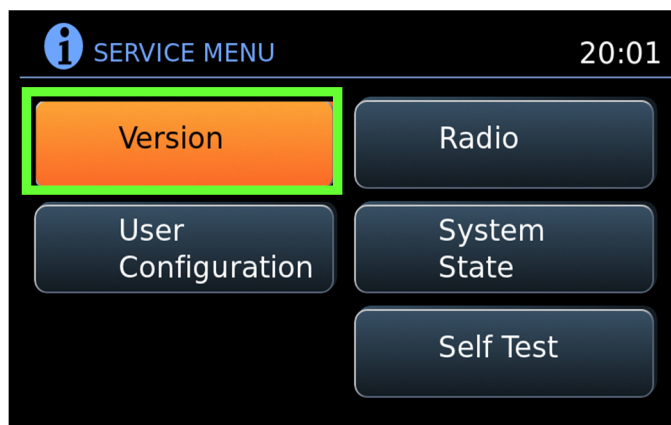 SERVICE MENU
20:01
Version
Radio
User
Configuration
System
State
Self Test